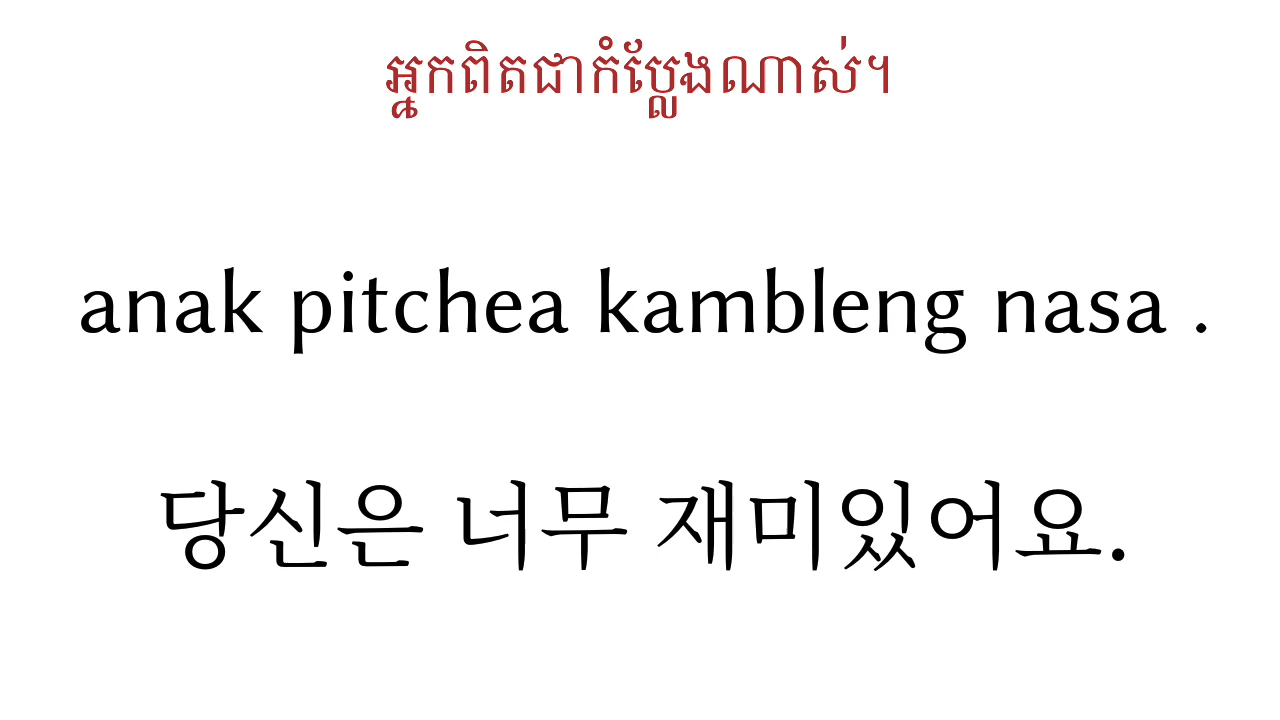 អ្នកពិតជាកំប្លែងណាស់។
anak pitchea kambleng nasa .
당신은 너무 재미있어요.